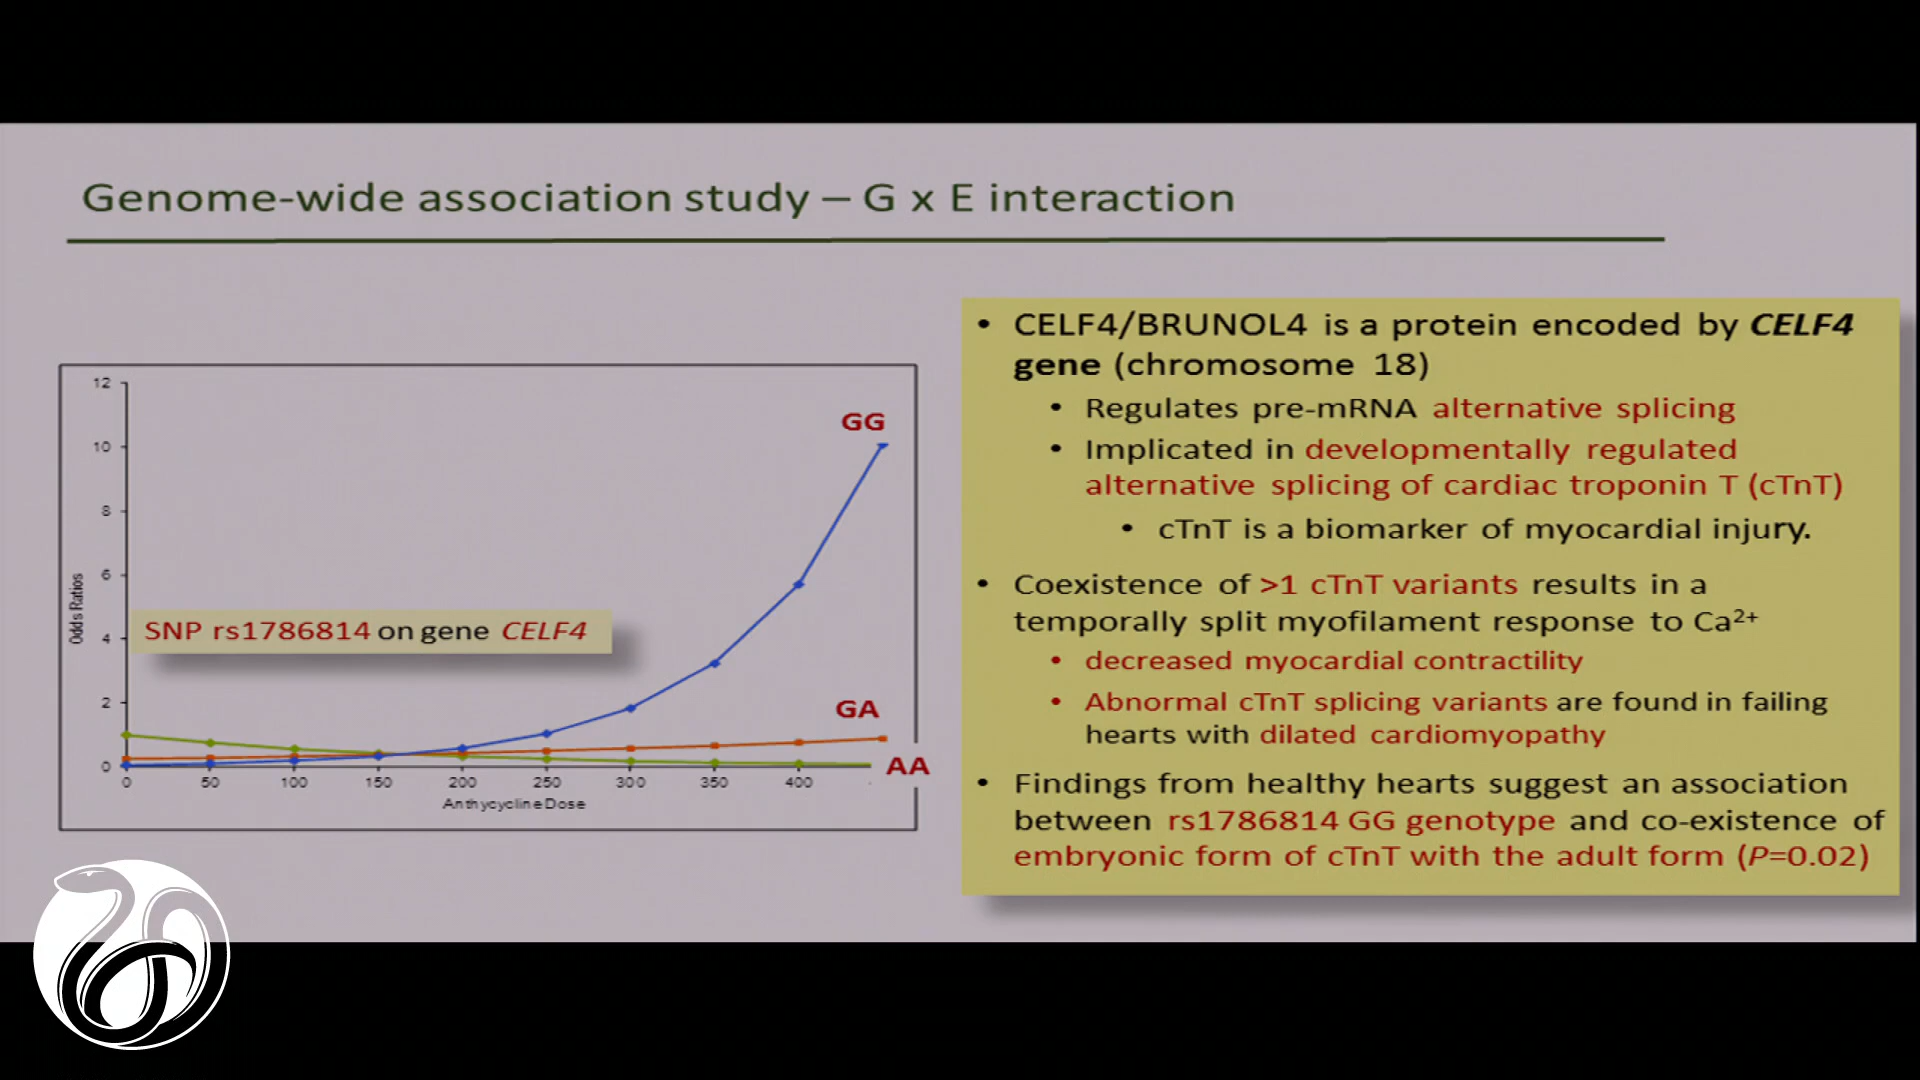 Genome-wide association study – G x E interaction
12
10
8
6
4
2
0
Odds Ratios
0 50 100 150 200 250 300 350 400
Anthycycline Dose
SNP rs1786814 on gene CELF4
GG
GA
AA
• CELF4/BRUNOL4 is a protein encoded by CELF4
gene (chromosome 18)
• Regulates pre-mRNA alternative splicing
• Implicated in developmentally regulated
alternative splicing of cardiac troponin T (cTnT)
• cTnT is a biomarker of myocardial injury.
• Coexistence of >1 cTnT variants results in a
temporally split myofilament response to Ca²⁺
• decreased myocardial contractility
• Abnormal cTnT splicing variants are found in failing
hearts with dilated cardiomyopathy
• Findings from healthy hearts suggest an association
between rs1786814 GG genotype and co-existence of
embryonic form of cTnT with the adult form (P=0.02)